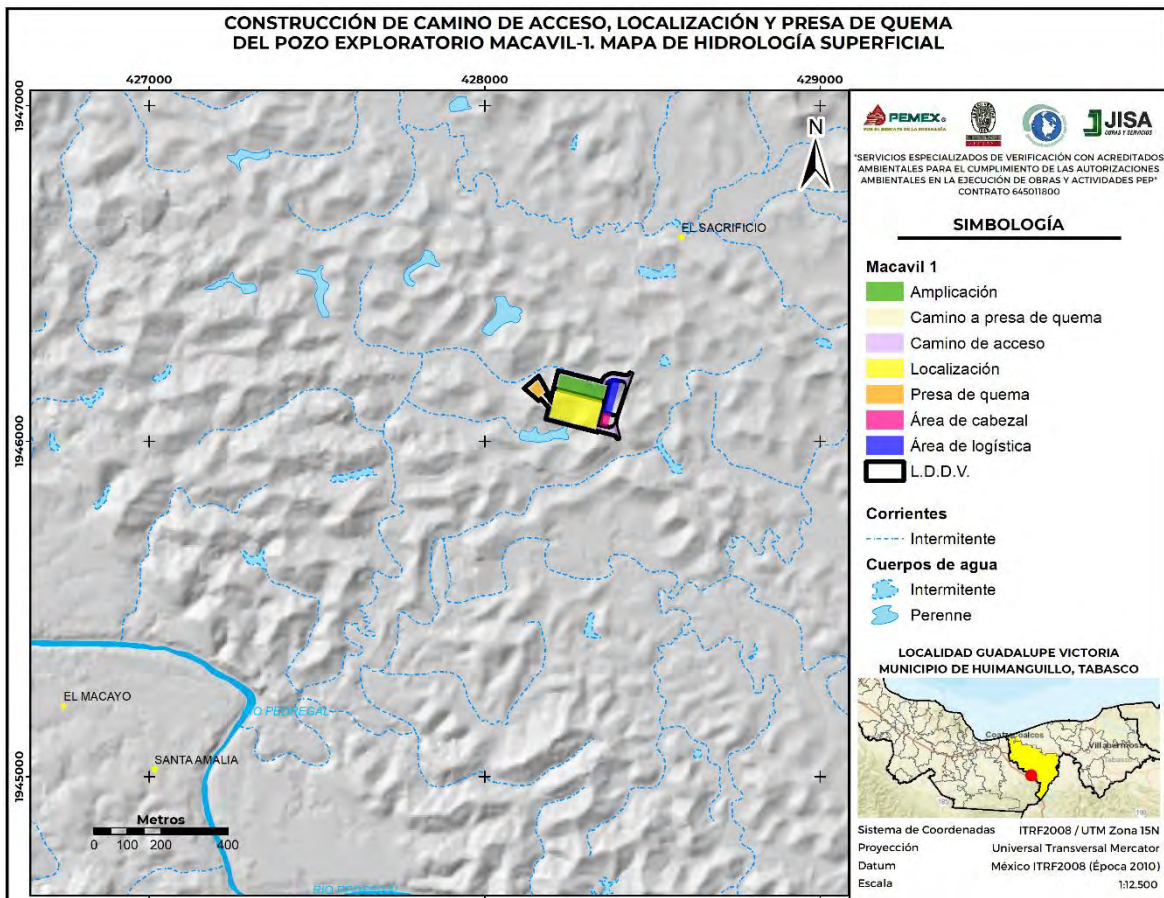 CONSTRUCCIÓN DE CAMINO DE ACCESO, LOCALIZACIÓN Y PRESA DE QUEMA
DEL POZO EXPLORATORIO MACAVIL-1. MAPA DE HIDROLOGÍA SUPERFICIAL
427000
428000
429000
1947000
1946000
1945000
N
EL SACRIFICIO
EL MACAYO
SANTA AMALIA
RIO PEDREGAL
RIO PEDREGAL
Metros
0 100 200 400
PEMEX
JISA
OBRAS Y SERVICIOS
"SERVICIOS ESPECIALIZADOS DE VERIFICACIÓN CON ACREDITADOS
AMBIENTALES PARA EL CUMPLIMIENTO DE LAS AUTORIZACIONES
AMBIENTALES EN LA EJECUCIÓN DE OBRAS Y ACTIVIDADES PEP"
CONTRATO 645011800
SIMBOLOGÍA
Macavil 1
Amplicación
Camino a presa de quema
Camino de acceso
Localización
Presa de quema
Área de cabezal
Área de logística
L.D.D.V.
Corrientes
Intermitente
Cuerpos de agua
Intermitente
Perenne
LOCALIDAD GUADALUPE VICTORIA
MUNICIPIO DE HUIMANGUILLO, TABASCO
Coatzacoalcos
Villahermosa
Tabasco
Sistema de Coordenadas ITRF2008 / UTM Zona 15N
Proyección Universal Transversal Mercator
Datum México ITRF2008 (Época 2010)
Escala 1:12,500